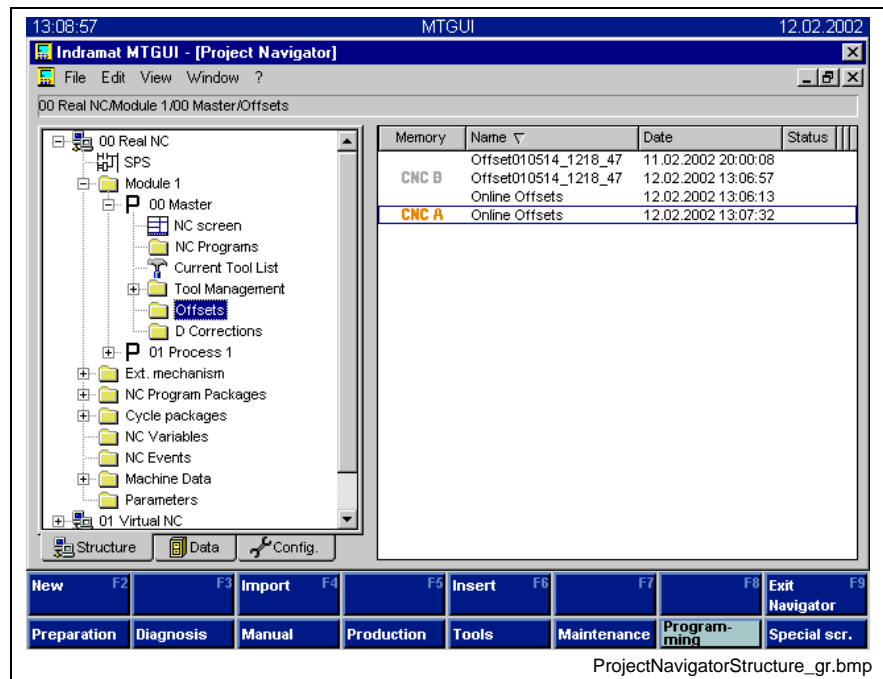 13:08:57 MTGUI 12.02.2002
Indramat MTGUI - [Project Navigator]
File Edit View Window ?
00 Real NC/Module 1/00 Master/Offsets
00 Real NC
SPS
Module 1
00 Master
NC screen
NC Programs
Current Tool List
Tool Management
Offsets
D Corrections
01 Process 1
Ext. mechanism
NC Program Packages
Cycle packages
NC Variables
NC Events
Machine Data
Parameters
01 Virtual NC
Structure Data Config.
Memory Name Date Status
Offset010514_1218_47 11.02.2002 20:00:08
CNC B Offset010514_1218_47 12.02.2002 13:06:57
Online Offsets 12.02.2002 13:06:13
CNC A Online Offsets 12.02.2002 13:07:32
New F2 F3 Import F4 F5 Insert F6 F7 F8 Exit F9
Navigator
Preparation Diagnosis Manual Production Tools Maintenance Program-
ming Special scr.
ProjectNavigatorStructure_gr.bmp